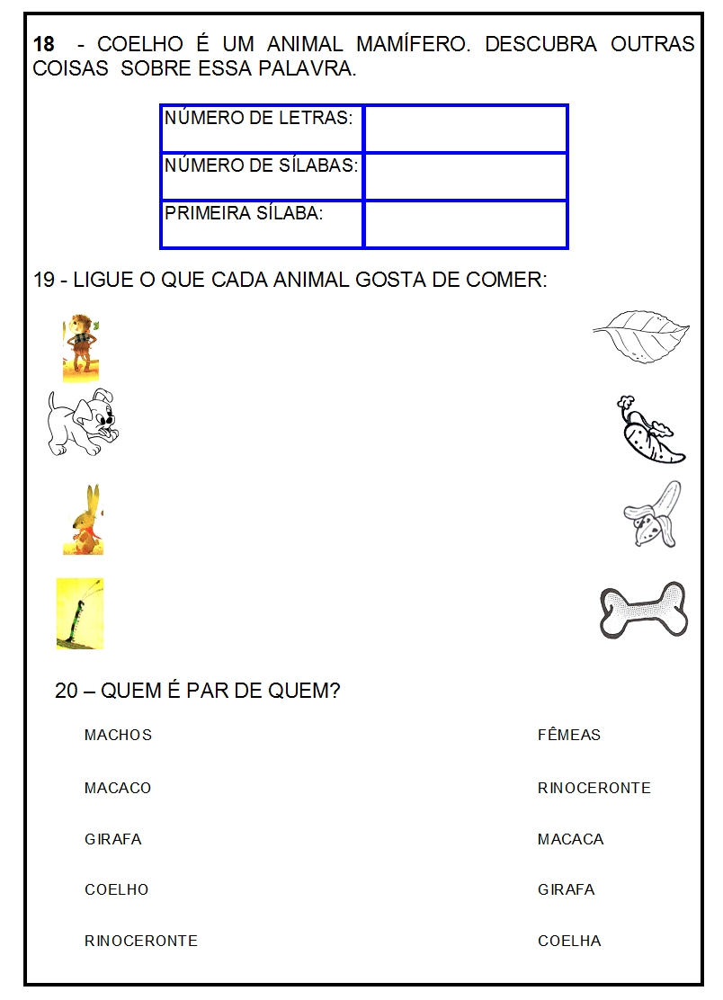 18 - COELHO É UM ANIMAL MAMÍFERO. DESCUBRA OUTRAS
COISAS SOBRE ESSA PALAVRA.
NÚMERO DE LETRAS:
NÚMERO DE SÍLABAS:
PRIMEIRA SÍLABA:
19 - LIGUE O QUE CADA ANIMAL GOSTA DE COMER:
20 – QUEM É PAR DE QUEM?
MACHOS FÊMEAS
MACACO RINOCERONTE
GIRAFA MACACA
COELHO GIRAFA
RINOCERONTE COELHA